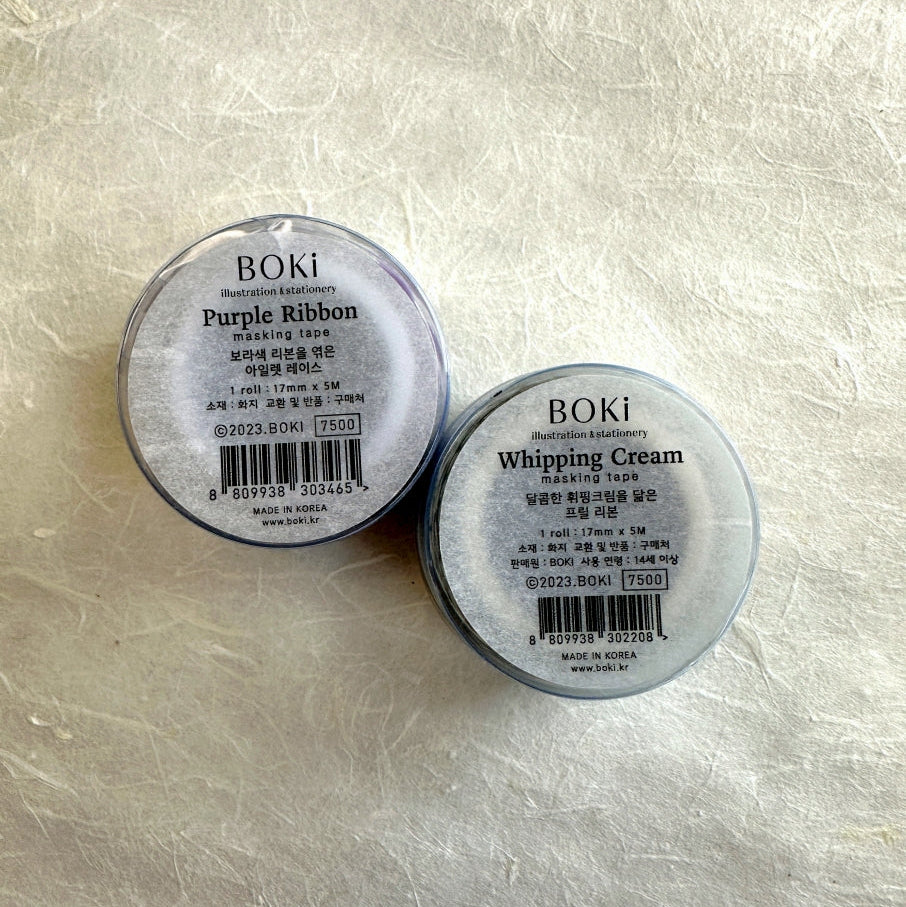 BOKi
illustration & stationery
Purple Ribbon
masking tape
보라색 리본을 엮은
아일렛 레이스
1 roll : 17mm x 5M
소재 : 화지 교환 및 반품 : 구매처
©2023.BOKI 7500
8 809938 303465 >
MADE IN KOREA
www.boki.kr
BOKi
illustration & stationery
Whipping Cream
masking tape
달콤한 휘핑크림을 닮은
프릴 리본
1 roll : 17mm x 5M
소재 : 화지 교환 및 반품 : 구매처
판매원 : BOKI 사용 연령 : 14세 이상
©2023.BOKI 7500
8 809938 302208 >
MADE IN KOREA
www.boki.kr